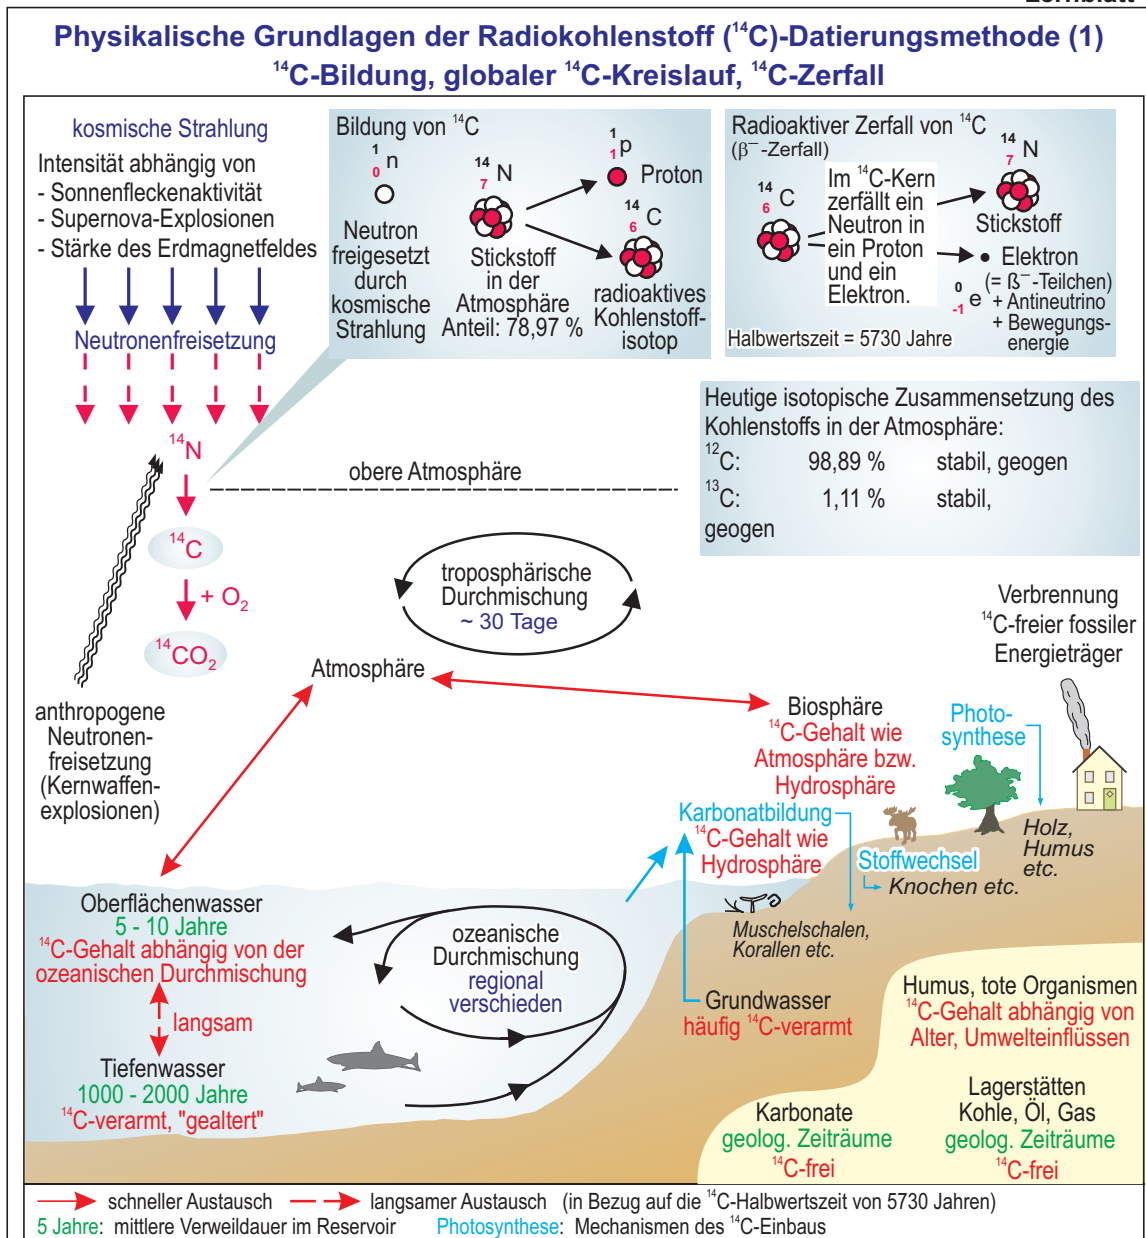 Lernblatt
Physikalische Grundlagen der Radiokohlenstoff (¹⁴C)-Datierungsmethode (1)
¹⁴C-Bildung, globaler ¹⁴C-Kreislauf, ¹⁴C-Zerfall
kosmische Strahlung
Intensität abhängig von
- Sonnenfleckenaktivität
- Supernova-Explosionen
- Stärke des Erdmagnetfeldes
Neutronenfreisetzung
¹⁴N
¹⁴C
+ O₂
¹⁴CO₂
anthropogene
Neutronen-
freisetzung
(Kernwaffen-
explosionen)
Bildung von ¹⁴C
1
0 n
Neutron
freigesetzt
durch
kosmische
Strahlung
14
7 N
Stickstoff
in der
Atmosphäre
Anteil: 78,97 %
1
1 p
Proton
14
6 C
radioaktives
Kohlenstoff-
isotop
Radioaktiver Zerfall von ¹⁴C
(β⁻-Zerfall)
14
6 C
Im ¹⁴C-Kern
zerfällt ein
Neutron in
ein Proton
und ein
Elektron.
14
7 N
Stickstoff
Elektron
(= ß⁻-Teilchen)
0
-1 e
+ Antineutrino
+ Bewegungs-
energie
Halbwertszeit = 5730 Jahre
Heutige isotopische Zusammensetzung des
Kohlenstoffs in der Atmosphäre:
¹²C: 98,89 % stabil, geogen
¹³C: 1,11 % stabil,
geogen
obere Atmosphäre
troposphärische
Durchmischung
~ 30 Tage
Atmosphäre
Verbrennung
¹⁴C-freier fossiler
Energieträger
Biosphäre
¹⁴C-Gehalt wie
Atmosphäre bzw.
Hydrosphäre
Photo-
synthese
Karbonatbildung
¹⁴C-Gehalt wie
Hydrosphäre
Stoffwechsel
Knochen etc.
Holz,
Humus
etc.
Muschelschalen,
Korallen etc.
Oberflächenwasser
5 - 10 Jahre
¹⁴C-Gehalt abhängig von der
ozeanischen Durchmischung
langsam
Tiefenwasser
1000 - 2000 Jahre
¹⁴C-verarmt, "gealtert"
ozeanische
Durchmischung
regional
verschieden
Grundwasser
häufig ¹⁴C-verarmt
Humus, tote Organismen
¹⁴C-Gehalt abhängig von
Alter, Umwelteinflüssen
Karbonate
geolog. Zeiträume
¹⁴C-frei
Lagerstätten
Kohle, Öl, Gas
geolog. Zeiträume
¹⁴C-frei
schneller Austausch langsamer Austausch (in Bezug auf die ¹⁴C-Halbwertszeit von 5730 Jahren)
5 Jahre: mittlere Verweildauer im Reservoir Photosynthese: Mechanismen des ¹⁴C-Einbaus